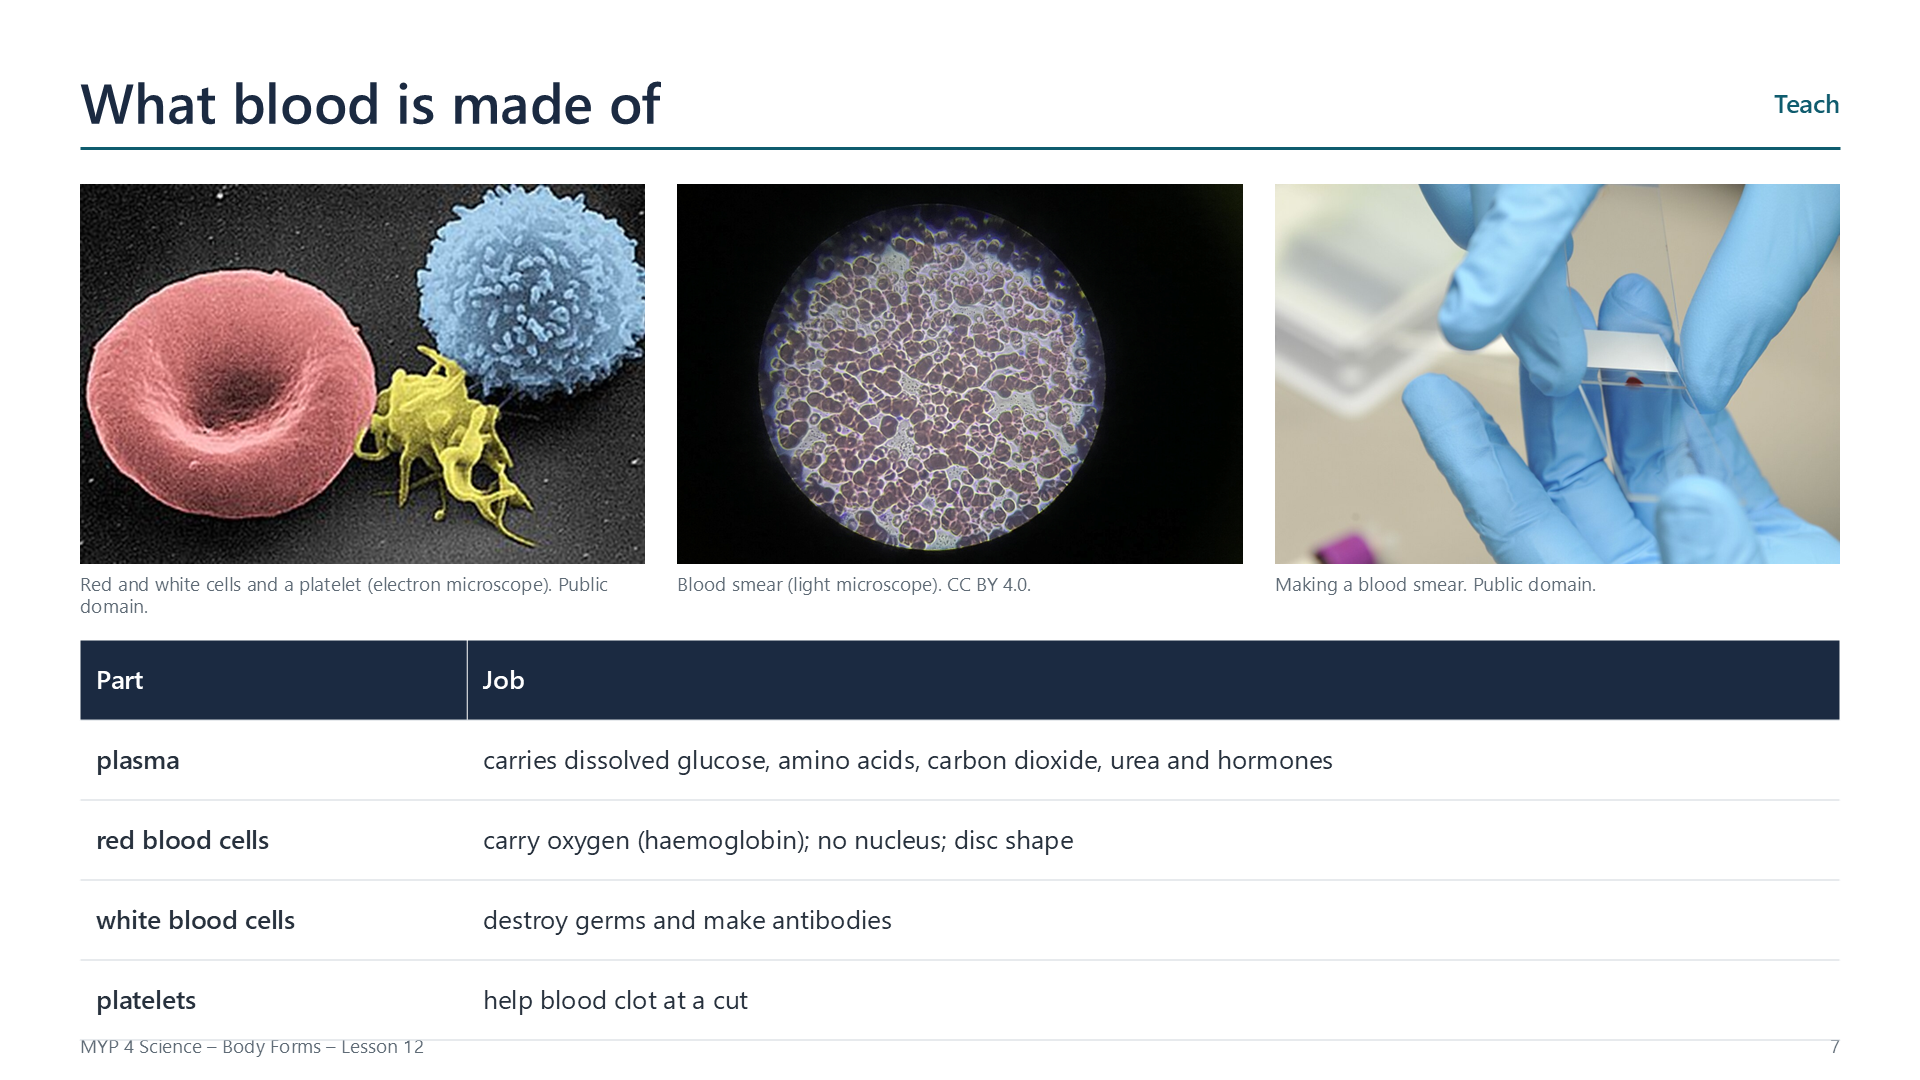 What blood is made of
Teach
Red and white cells and a platelet (electron microscope). Public
domain.
Blood smear (light microscope). CC BY 4.0.
Making a blood smear. Public domain.
Part Job
plasma carries dissolved glucose, amino acids, carbon dioxide, urea and hormones
red blood cells carry oxygen (haemoglobin); no nucleus; disc shape
white blood cells destroy germs and make antibodies
platelets help blood clot at a cut
MYP 4 Science – Body Forms – Lesson 12
7